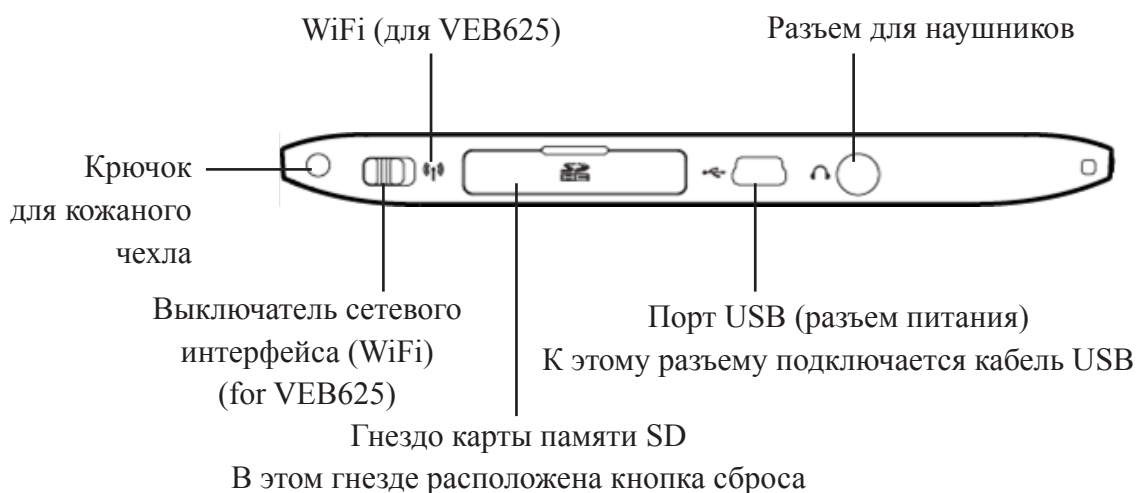 WiFi (для VEB625)
Разъем для наушников
Крючок
для кожаного
чехла
Выключатель сетевого
интерфейса (WiFi)
(for VEB625)
Порт USB (разъем питания)
К этому разъему подключается кабель USB
Гнездо карты памяти SD
В этом гнезде расположена кнопка сброса